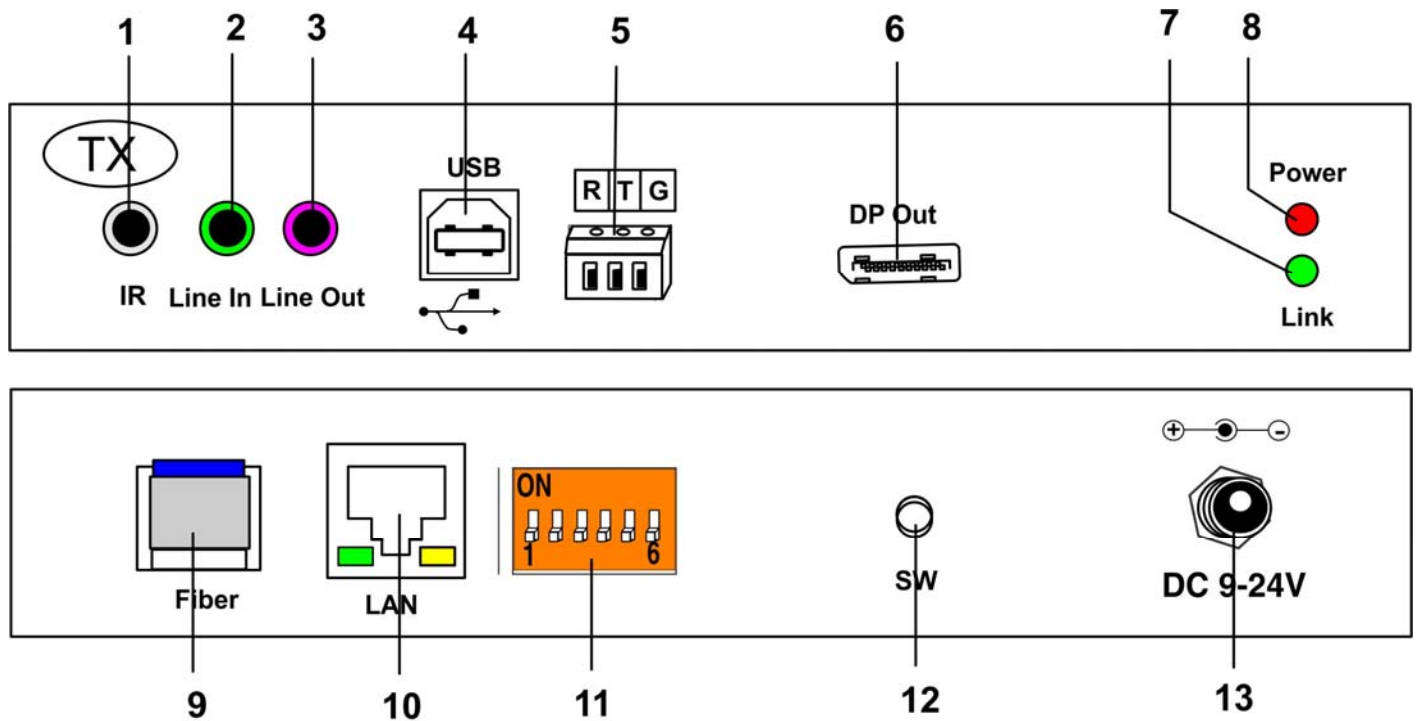 1 2 3 4 5 6 7 8
TX
USB
R T G
DP Out
Power
IR Line In Line Out
Link
+ -
ON
1 6
Fiber
LAN
SW
DC 9-24V
9 10 11 12 13